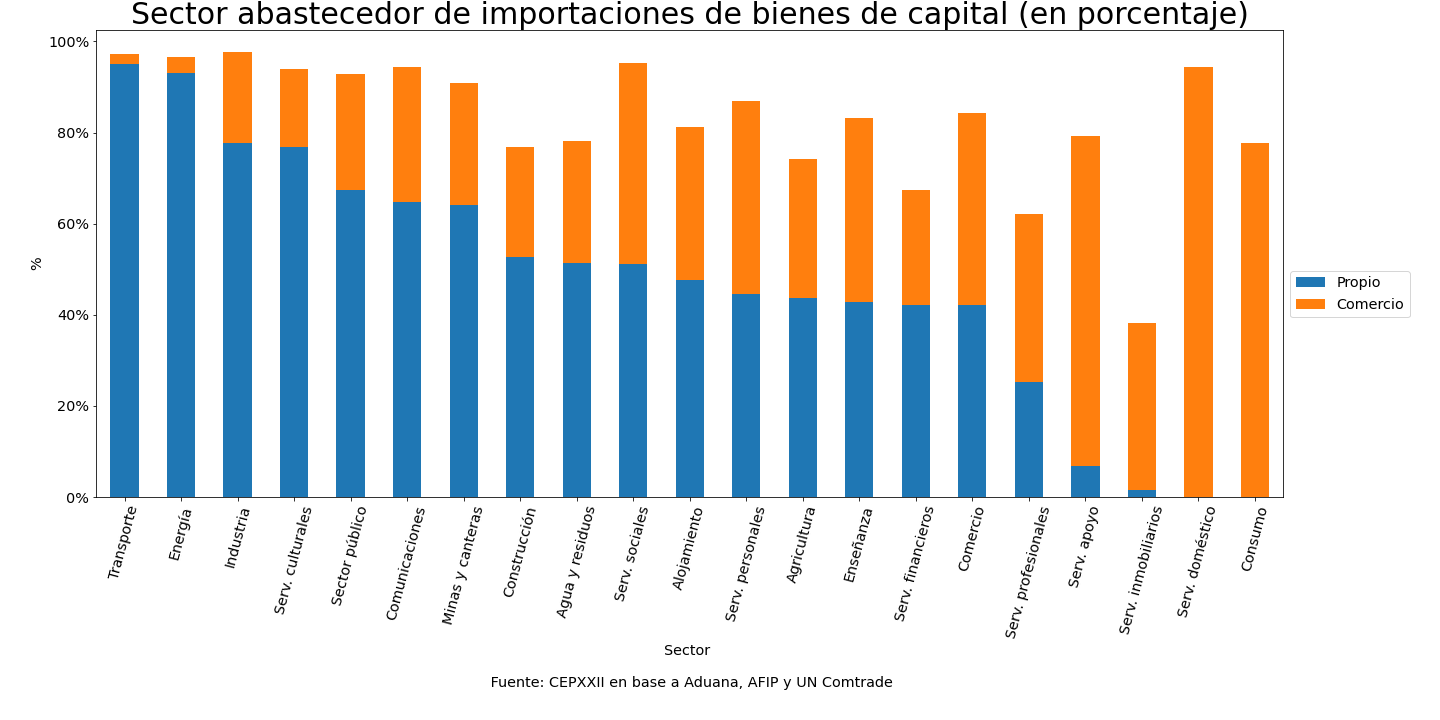 Sector abastecedor de importaciones de bienes de capital (en porcentaje)
100%
80%
60%
40%
20%
0%
%
Propio
Comercio
Transporte
Energía
Industria
Serv. culturales
Sector público
Comunicaciones
Minas y canteras
Construcción
Agua y residuos
Serv. sociales
Alojamiento
Serv. personales
Agricultura
Enseñanza
Serv. financieros
Comercio
Serv. profesionales
Serv. apoyo
Serv. inmobiliarios
Serv. doméstico
Consumo
Sector
Fuente: CEPXXII en base a Aduana, AFIP y UN Comtrade